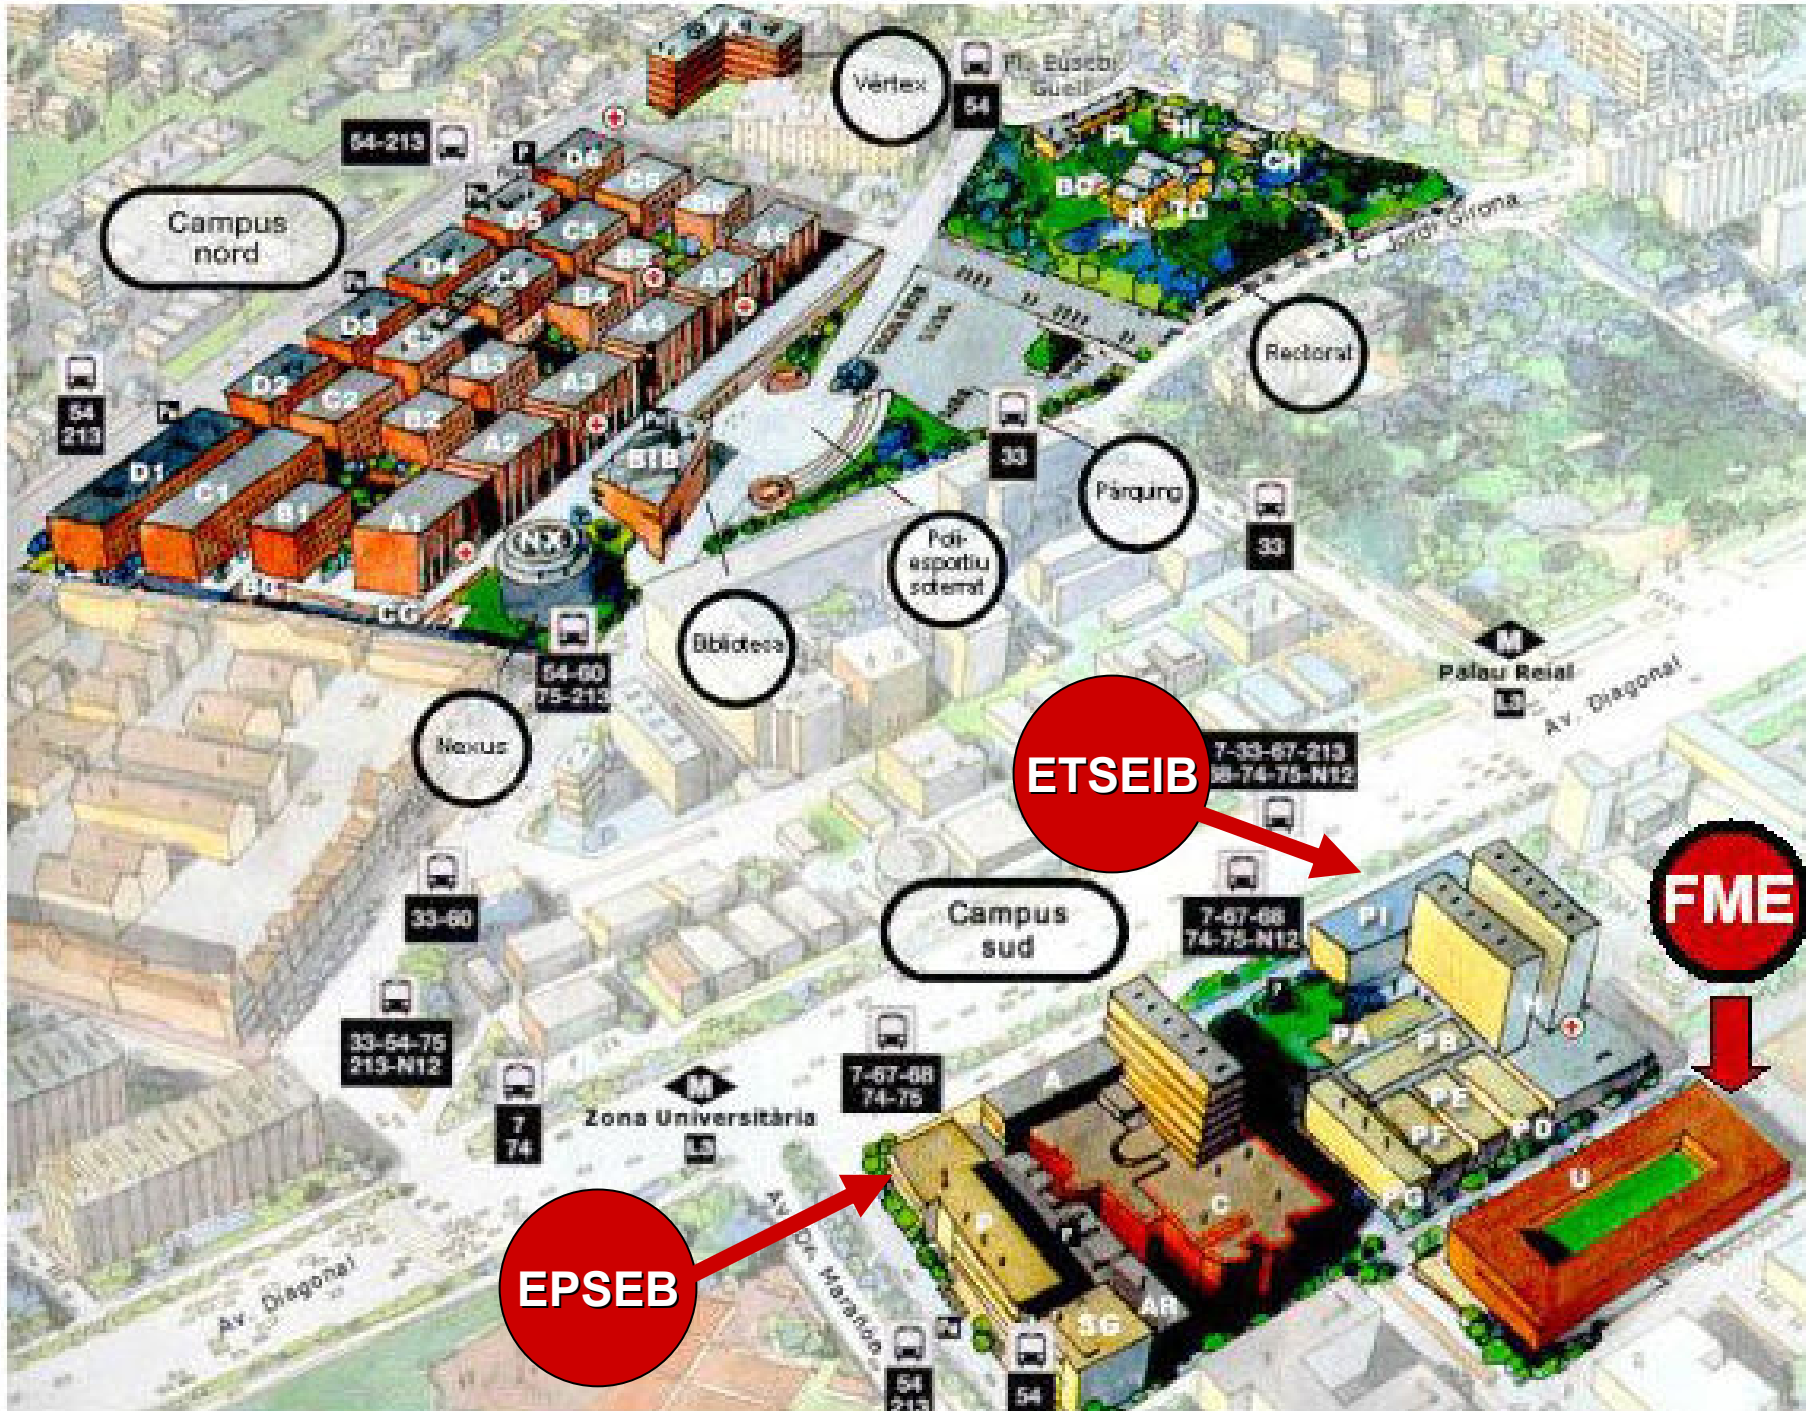 VX
Vèrtex
54
Pl. Eusebi
Güell
54-213
P
D6
C6
B6
A6
PL
HI
CH
BC
R
TG
Campus
nord
D5
C5
B5
A5
C. Jordi Girona
D4
C4
B4
A4
D3
C3
B3
A3
Rectorat
54
213
D2
C2
B2
A2
BIB
33
Pàrquing
33
D1
C1
B1
A1
NX
Poli-
esportiu
soterrat
CG
Biblioteca
54-60
75-213
M
Palau Reial
L3
Av. Diagonal
Nexus
ETSEIB
7-33-67-213
68-74-75-N12
FME
33-60
Campus
sud
7-67-68
74-75-N12
PI
H
P
PA
PB
33-54-75
213-N12
7-67-68
74-75
A
PE
PF
PD
7
74
M
Zona Universitària
L3
C
PG
U
P
EPSEB
Av. Diagonal
Av. Dr. Marañon
AR
SG
54
213
54